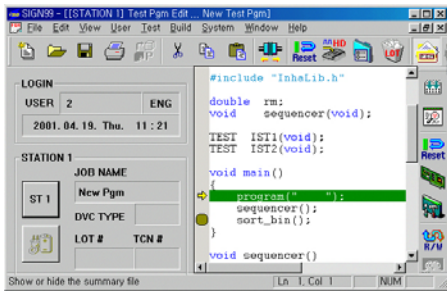 SIGN99 - [[STATION 1] Test Pgm Edit ... New Test Pgm]
File Edit View User Test Build System Window Help
Reset
MHD
LOT
LOGIN
USER 2 ENG
2001. 04. 19. Thu. 11 : 21
STATION 1
JOB NAME
ST 1
New Pgm
DVC TYPE
LOT # TCN #
#include "InhaLib.h"
double rm;
void sequencer(void);
TEST IST1(void);
TEST IST2(void);
void main()
{
program(" ");
sequencer();
sort_bin();
}
void sequencer()
Reset
R/W
Show or hide the summary file
Ln 1, Col 1
NUM